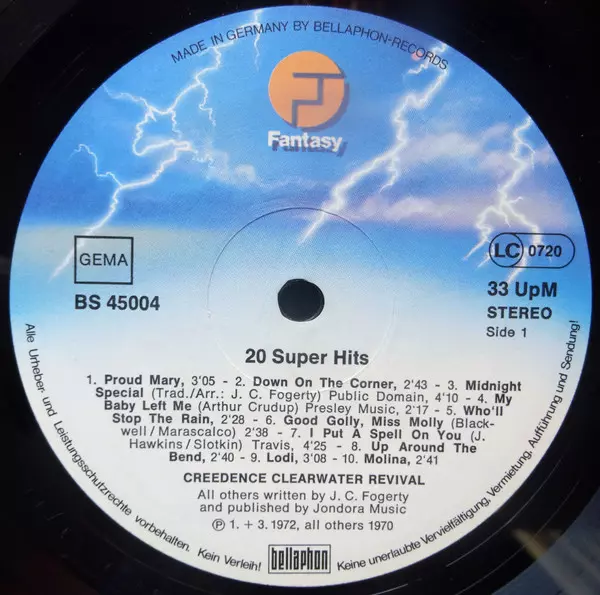 MADE IN GERMANY BY BELLAPHON-RECORDS
Fantasy
GEMA
LC 0720
BS 45004
33 UpM
STEREO
Side 1
20 Super Hits
1. Proud Mary, 3'05 - 2. Down On The Corner, 2'43 - 3. Midnight
Special (Trad./Arr.: J. C. Fogerty) Public Domain, 4'10 - 4. My
Baby Left Me (Arthur Crudup) Presley Music, 2'17 - 5. Who'll
Stop The Rain, 2'28 - 6. Good Golly, Miss Molly (Black-
well / Marascalco) 2'38 - 7. I Put A Spell On You (J.
Hawkins / Slotkin) Travis, 4'25 - 8. Up Around The
Bend, 2'40 - 9. Lodi, 3'08 - 10. Molina, 2'41
CREEDENCE CLEARWATER REVIVAL
All others written by J. C. Fogerty
and published by Jondora Music
℗ 1. + 3. 1972, all others 1970
bellaphon
Alle Urheber- und Leistungsschutzrechte vorbehalten. Kein Verleih! Keine unerlaubte Vervielfältigung, Vermietung, Aufführung und Sendung!